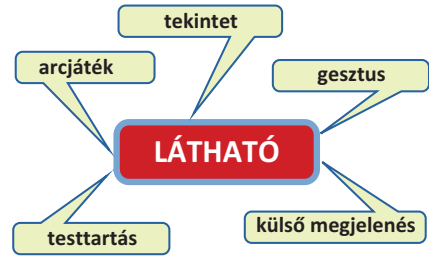 tekintet
arcjáték
gesztus
LÁTHATÓ
testtartás
külső megjelenés